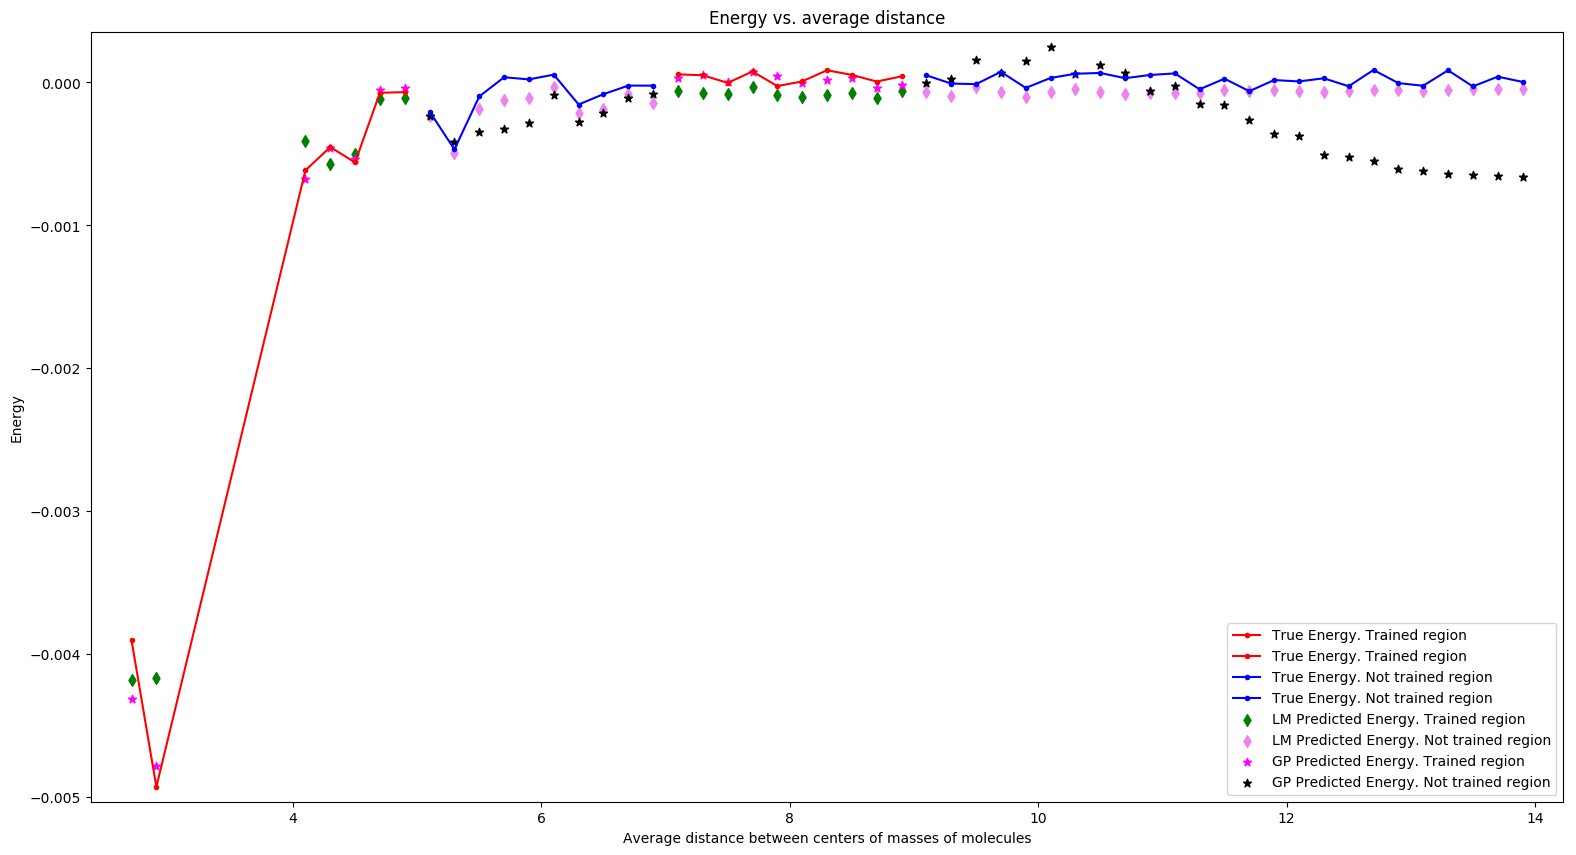 Energy vs. average distance
Energy
0.000
−0.001
−0.002
−0.003
−0.004
−0.005
4
6
8
10
12
14
Average distance between centers of masses of molecules
True Energy. Trained region
True Energy. Trained region
True Energy. Not trained region
True Energy. Not trained region
LM Predicted Energy. Trained region
LM Predicted Energy. Not trained region
GP Predicted Energy. Trained region
GP Predicted Energy. Not trained region